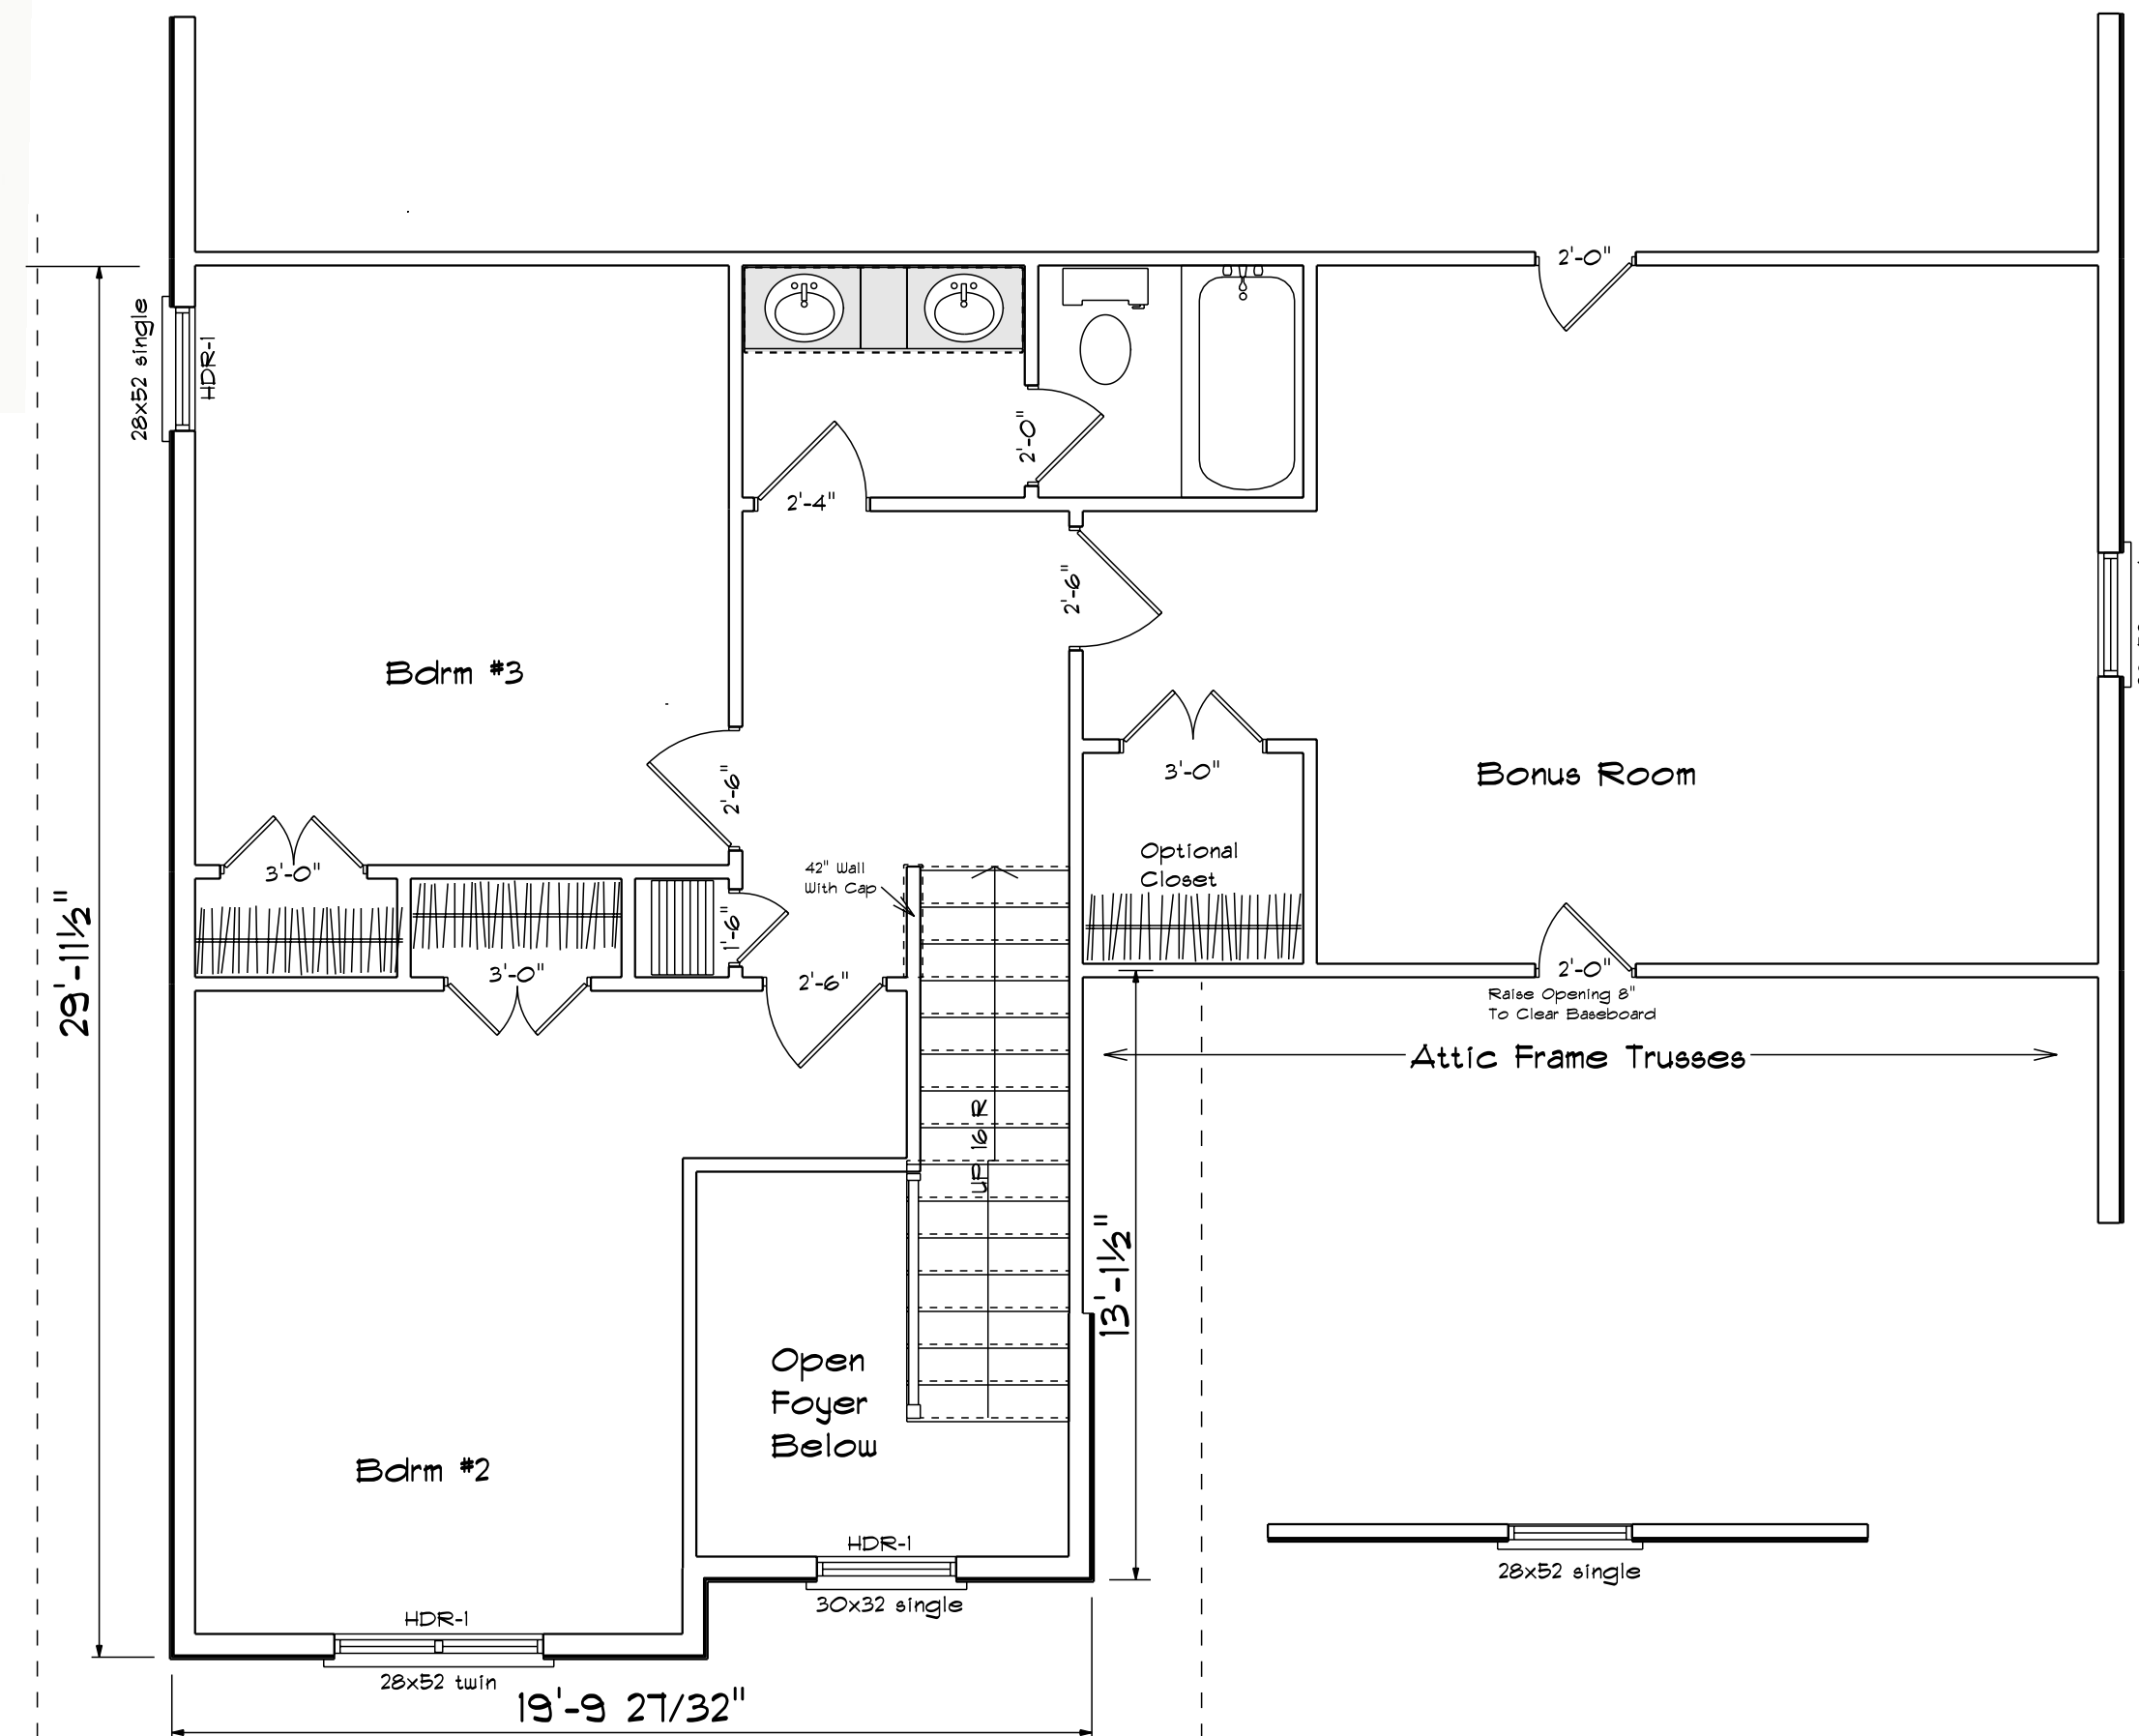 2'-0"
28x52 single
HDR-1
2'-0"
2'-4"
2'-6"
Bdrm #3
2'-6"
3'-0"
Bonus Room
3'-0"
42" Wall
With Cap
Optional
Closet
1'-6"
3'-0"
2'-6"
2'-0"
Raise Opening 8"
To Clear Baseboard
29'-11½"
Attic Frame Trusses
UP 16 R
13'-1½"
Open
Foyer
Below
Bdrm #2
HDR-1
30x32 single
28x52 single
HDR-1
28x52 twin
19'-9 27/32"